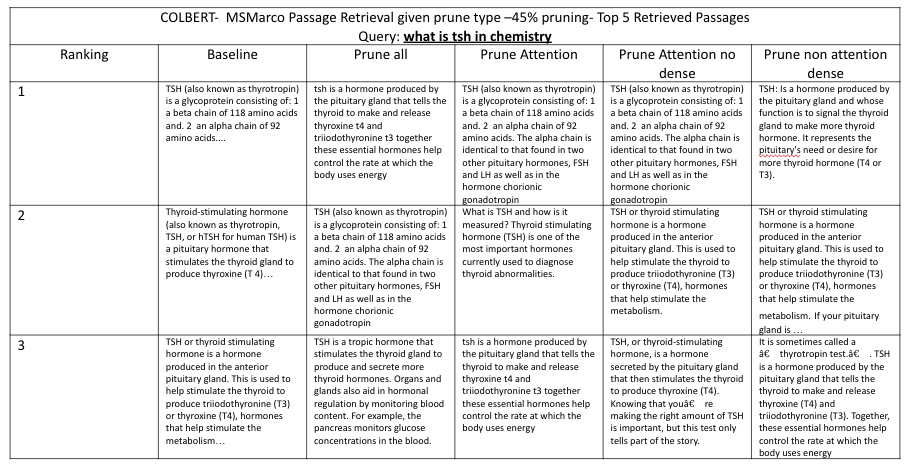 COLBERT- MSMarco Passage Retrieval given prune type –45% pruning- Top 5 Retrieved Passages
Query: what is tsh in chemistry
Ranking
Baseline
Prune all
Prune Attention
Prune Attention no
dense
Prune non attention
dense
1
TSH (also known as thyrotropin)
is a glycoprotein consisting of: 1
a beta chain of 118 amino acids
and. 2 an alpha chain of 92
amino acids....
tsh is a hormone produced by
the pituitary gland that tells the
thyroid to make and release
thyroxine t4 and
triiodothyronine t3 together
these essential hormones help
control the rate at which the
body uses energy
TSH (also known as thyrotropin)
is a glycoprotein consisting of: 1
a beta chain of 118 amino acids
and. 2 an alpha chain of 92
amino acids. The alpha chain is
identical to that found in two
other pituitary hormones, FSH
and LH as well as in the
hormone chorionic
gonadotropin
TSH (also known as thyrotropin)
is a glycoprotein consisting of: 1
a beta chain of 118 amino acids
and. 2 an alpha chain of 92
amino acids. The alpha chain is
identical to that found in two
other pituitary hormones, FSH
and LH as well as in the
hormone chorionic
gonadotropin
TSH: Is a hormone produced by
the pituitary gland and whose
function is to signal the thyroid
gland to make more thyroid
hormone. It represents the
pituitary's need or desire for
more thyroid hormone (T4 or
T3).
2
Thyroid-stimulating hormone
(also known as thyrotropin,
TSH, or hTSH for human TSH) is
a pituitary hormone that
stimulates the thyroid gland to
produce thyroxine (T 4)…
TSH (also known as thyrotropin)
is a glycoprotein consisting of: 1
a beta chain of 118 amino acids
and. 2 an alpha chain of 92
amino acids. The alpha chain is
identical to that found in two
other pituitary hormones, FSH
and LH as well as in the
hormone chorionic
gonadotropin
What is TSH and how is it
measured? Thyroid stimulating
hormone (TSH) is one of the
most important hormones
currently used to diagnose
thyroid abnormalities.
TSH or thyroid stimulating
hormone is a hormone
produced in the anterior
pituitary gland. This is used to
help stimulate the thyroid to
produce triiodothyronine (T3)
or thyroxine (T4), hormones
that help stimulate the
metabolism.
TSH or thyroid stimulating
hormone is a hormone
produced in the anterior
pituitary gland. This is used to
help stimulate the thyroid to
produce triiodothyronine (T3)
or thyroxine (T4), hormones
that help stimulate the
metabolism. If your pituitary
gland is …
3
TSH or thyroid stimulating
hormone is a hormone
produced in the anterior
pituitary gland. This is used to
help stimulate the thyroid to
produce triiodothyronine (T3)
or thyroxine (T4), hormones
that help stimulate the
metabolism…
TSH is a tropic hormone that
stimulates the thyroid gland to
produce and secrete more
thyroid hormones. Organs and
glands also aid in hormonal
regulation by monitoring blood
content. For example, the
pancreas monitors glucose
concentrations in the blood.
tsh is a hormone produced by
the pituitary gland that tells the
thyroid to make and release
thyroxine t4 and
triiodothyronine t3 together
these essential hormones help
control the rate at which the
body uses energy
TSH, or thyroid-stimulating
hormone, is a hormone
secreted by the pituitary gland
that then stimulates the thyroid
to produce thyroxine (T4).
Knowing that youâ€ re
making the right amount of TSH
is important, but this test only
tells part of the story.
It is sometimes called a
â€ thyrotropin test.â€ . TSH
is a hormone produced by the
pituitary gland that tells the
thyroid to make and release
thyroxine (T4) and
triiodothyronine (T3). Together,
these essential hormones help
control the rate at which the
body uses energy